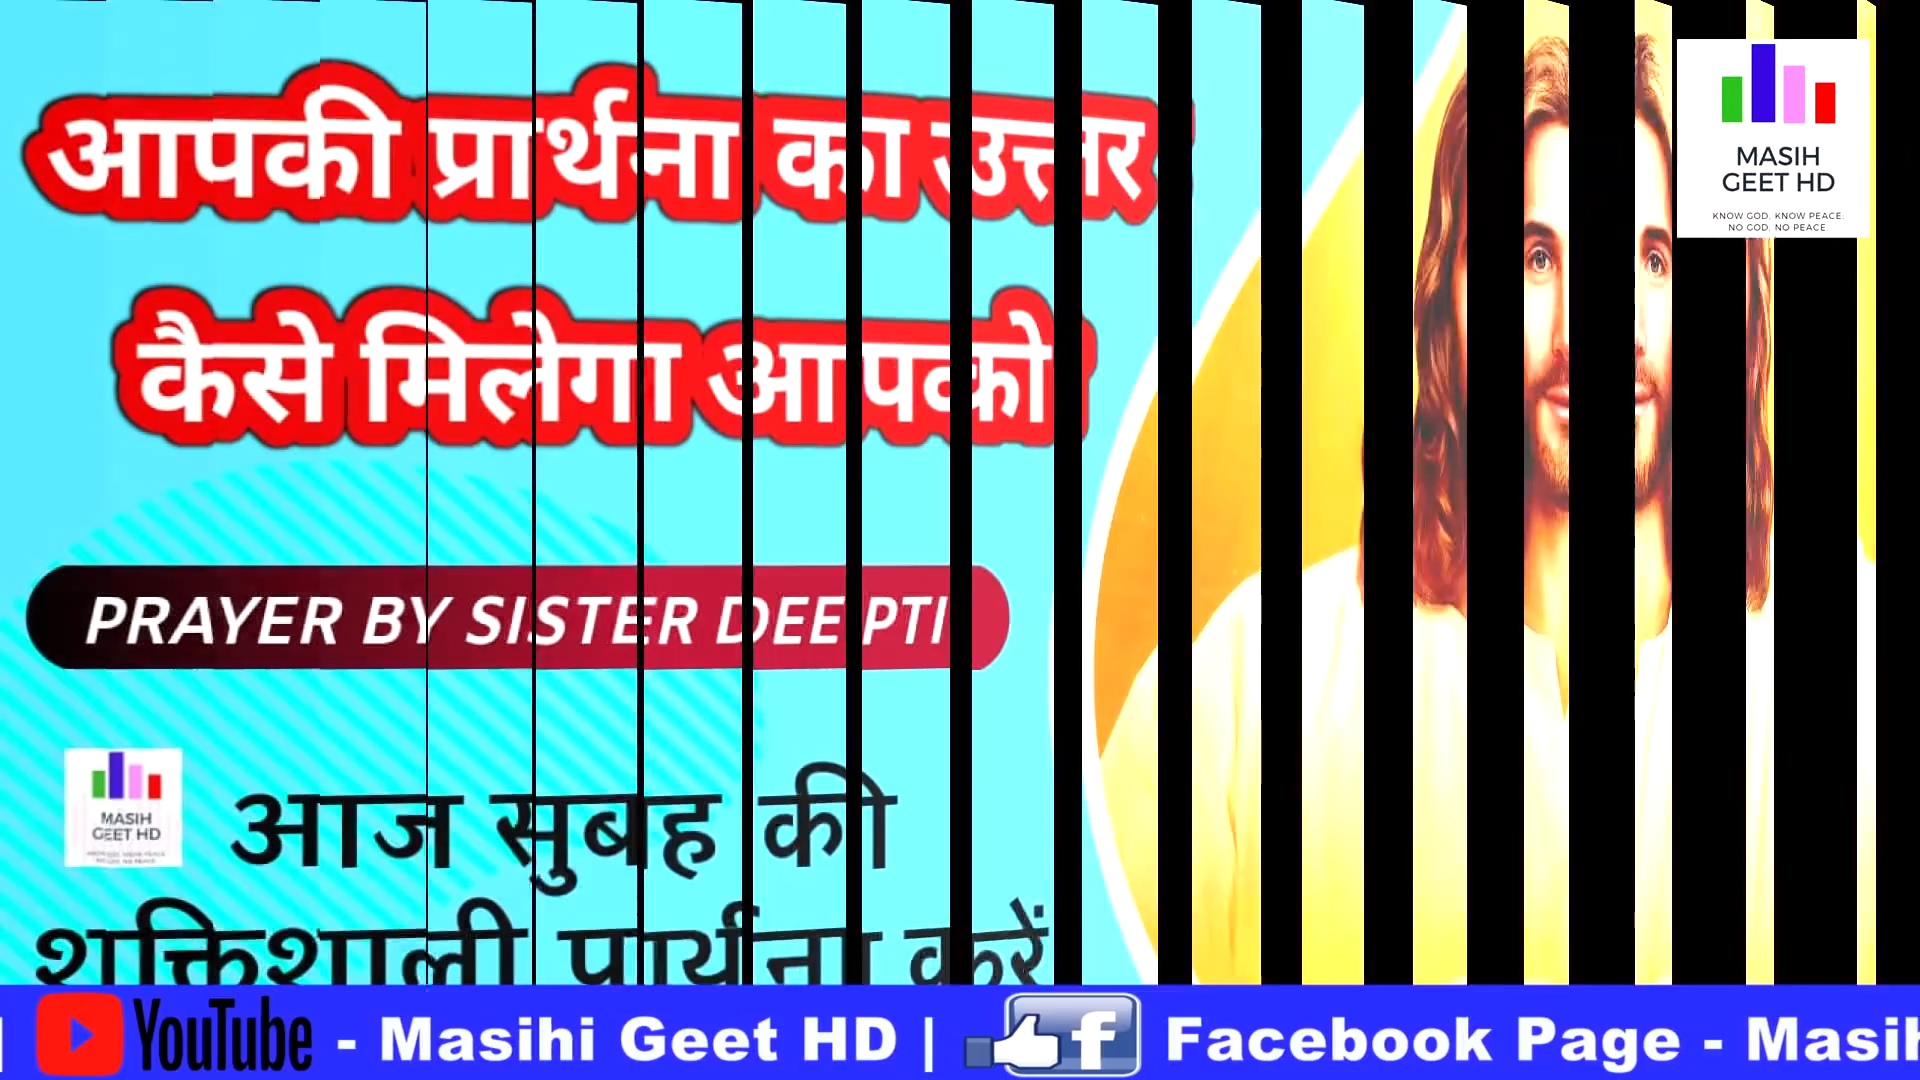 आपकी प्रार्थना का उत्तर
कैसे मिलेगा आपको
PRAYER BY SISTER DEEPTI
MASIH
GEET HD
आज सुबह की
शक्तिशाली प्रार्थना करें
MASIH
GEET HD
KNOW GOD. KNOW PEACE.
NO GOD. NO PEACE.
| YouTube - Masihi Geet HD | f Facebook Page - Masih